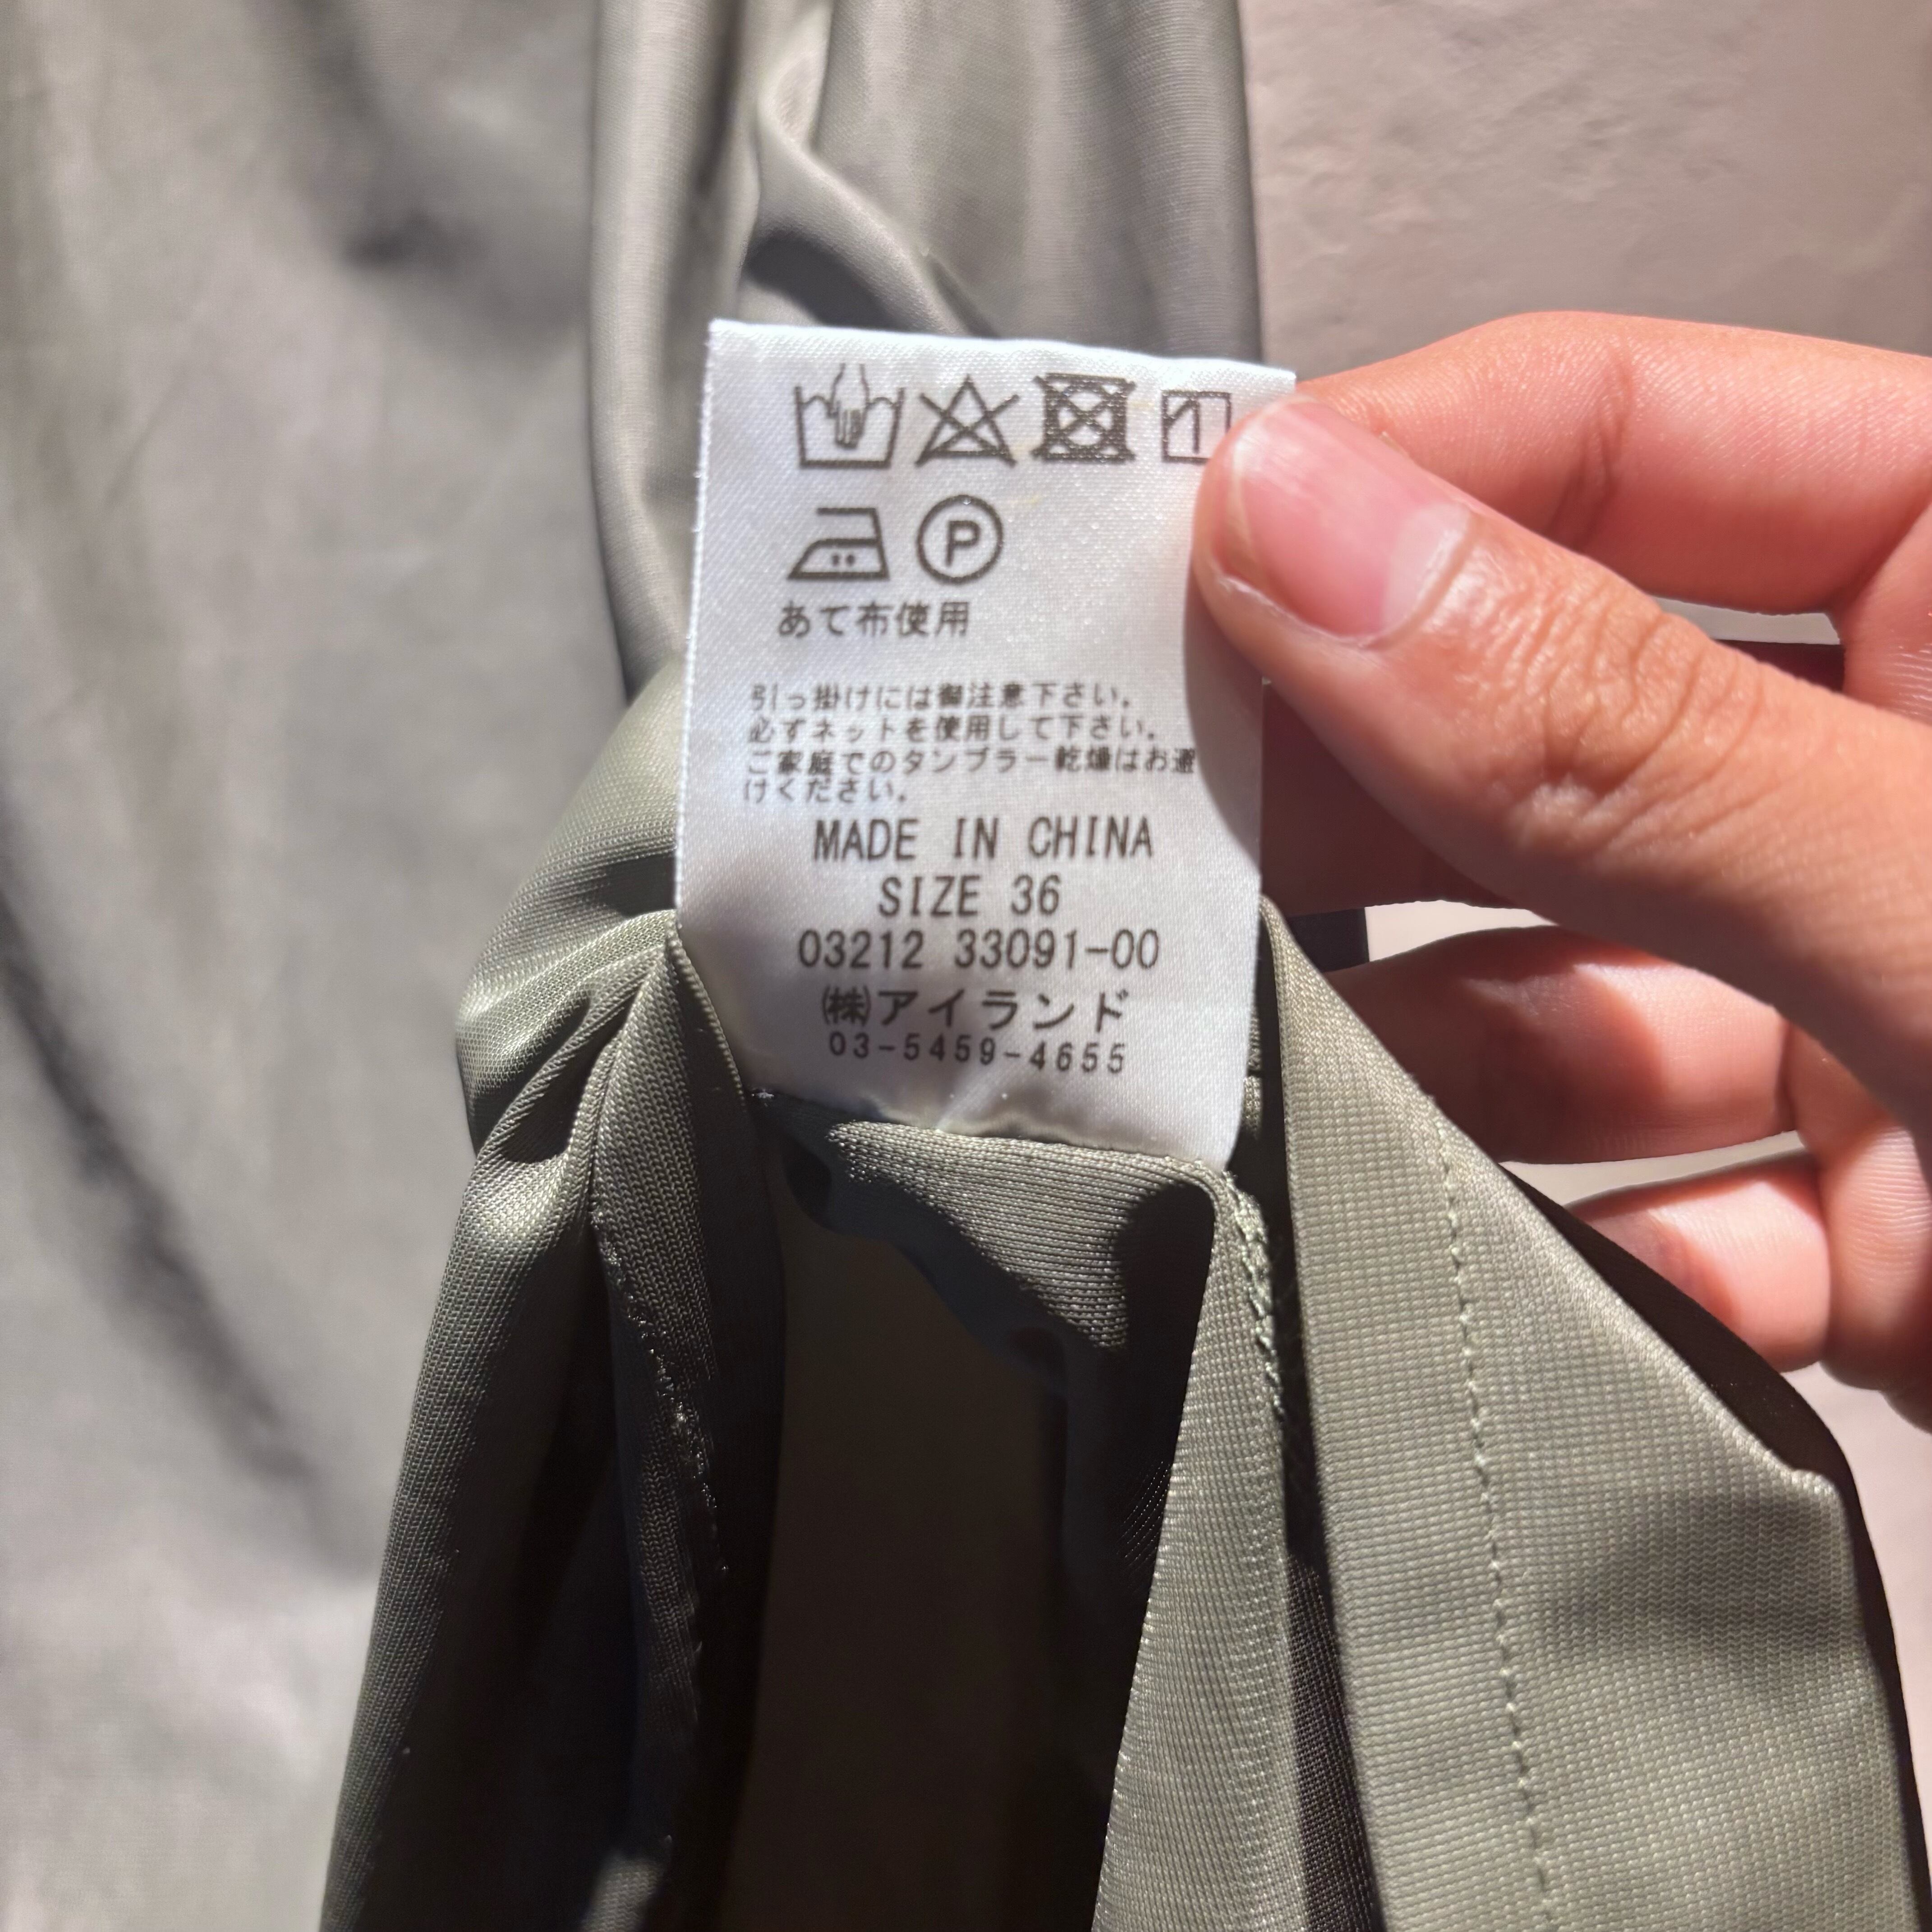 P
あて布使用
引っ掛けには御注意下さい。
必ずネットを使用して下さい。
ご家庭でのタンブラー乾燥はお避
けください。
MADE IN CHINA
SIZE 36
03212 33091-00
㈱アイランド
03-5459-4655